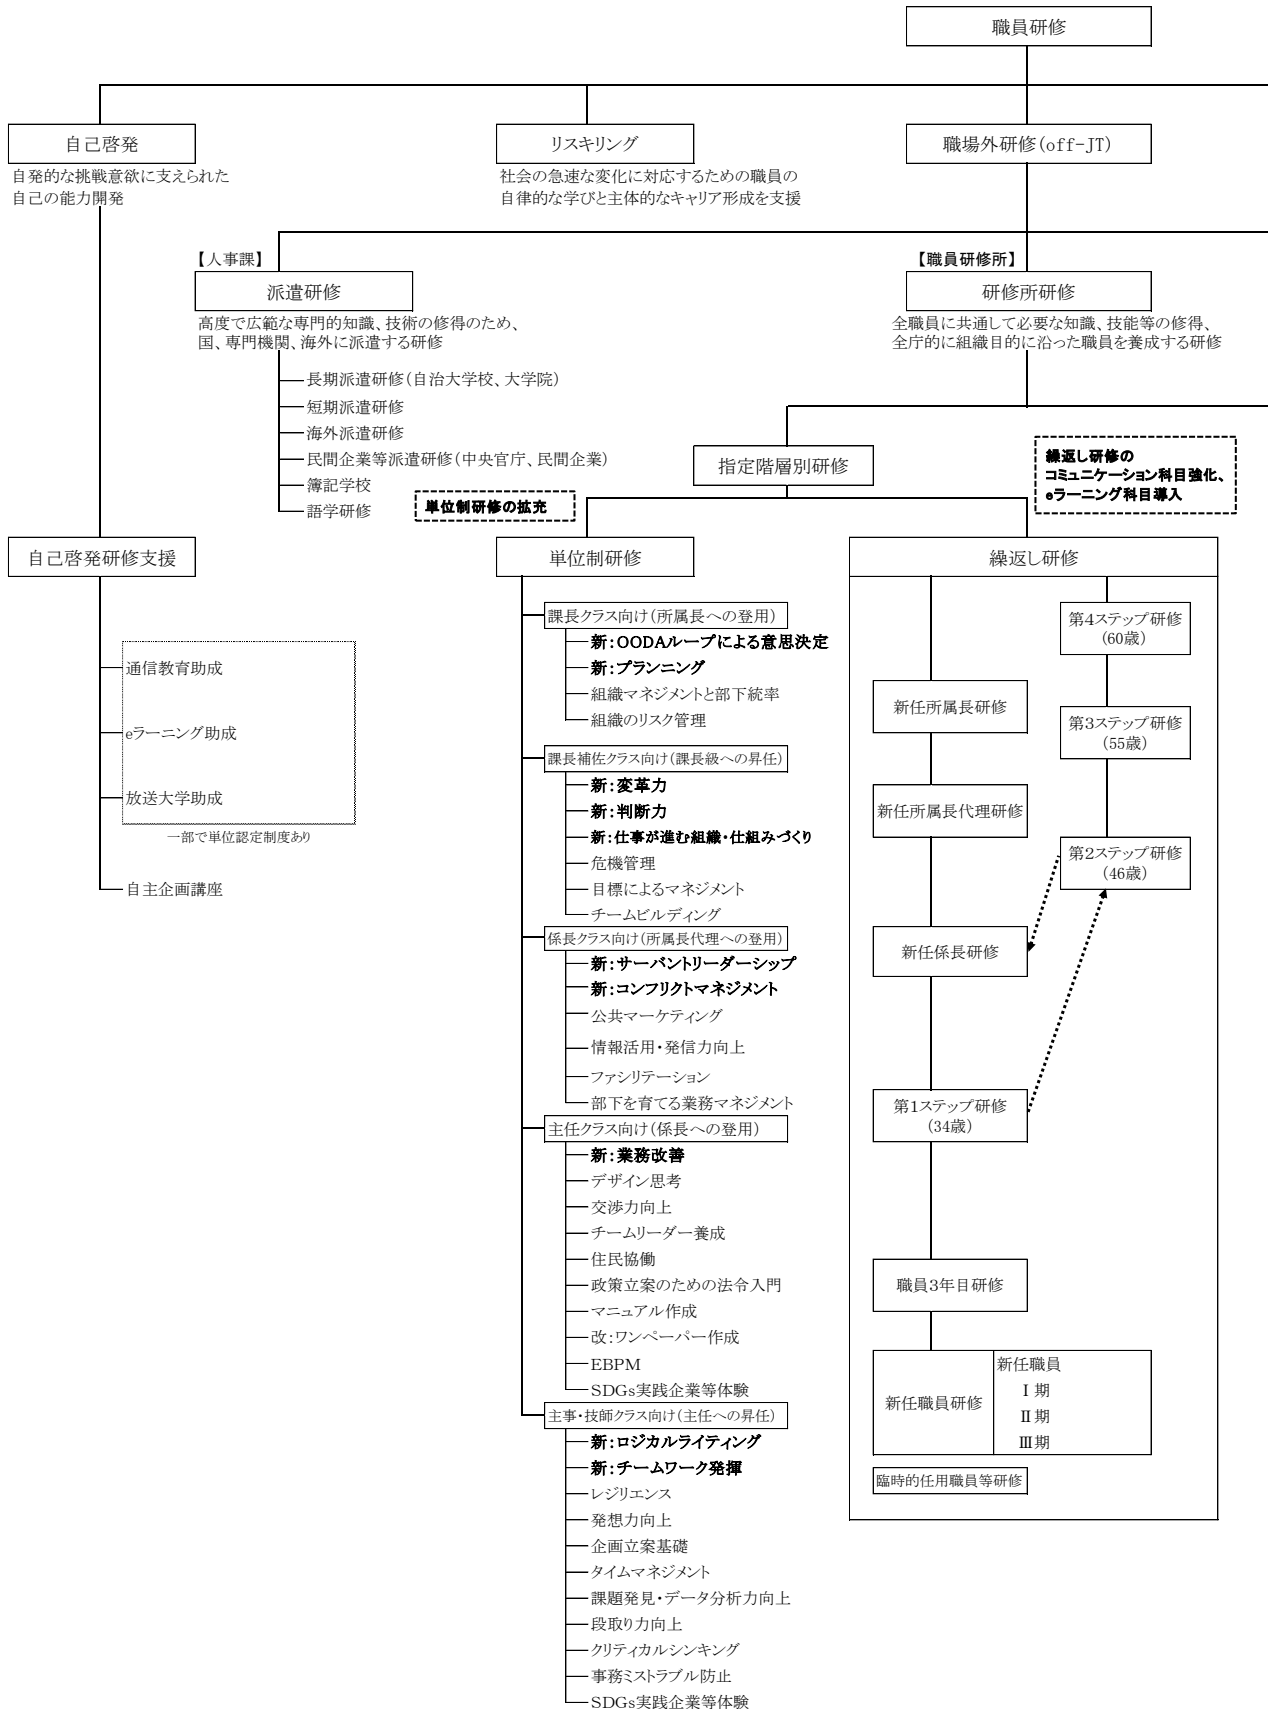 職員研修
自己啓発
自発的な挑戦意欲に支えられた
自己の能力開発
リスキリング
社会の急速な変化に対応するための職員の
自律的な学びと主体的なキャリア形成を支援
職場外研修(off-JT)
【人事課】
派遣研修
高度で広範な専門的知識、技術の修得のため、
国、専門機関、海外に派遣する研修
長期派遣研修(自治大学校、大学院)
短期派遣研修
海外派遣研修
民間企業等派遣研修(中央官庁、民間企業)
簿記学校
語学研修
【職員研修所】
研修所研修
全職員に共通して必要な知識、技能等の修得、
全庁的に組織目的に沿った職員を養成する研修
指定階層別研修
繰返し研修の
コミュニケーション科目強化、
eラーニング科目導入
単位制研修の拡充
自己啓発研修支援
通信教育助成
eラーニング助成
放送大学助成
一部で単位認定制度あり
自主企画講座
単位制研修
課長クラス向け(所属長への登用)
新:OODAループによる意思決定
新:プランニング
組織マネジメントと部下統率
組織のリスク管理
課長補佐クラス向け(課長級への昇任)
新:変革力
新:判断力
新:仕事が進む組織・仕組みづくり
危機管理
目標によるマネジメント
チームビルディング
係長クラス向け(所属長代理への登用)
新:サーバントリーダーシップ
新:コンフリクトマネジメント
公共マーケティング
情報活用・発信力向上
ファシリテーション
部下を育てる業務マネジメント
主任クラス向け(係長への登用)
新:業務改善
デザイン思考
交渉力向上
チームリーダー養成
住民協働
政策立案のための法令入門
マニュアル作成
改:ワンペーパー作成
EBPM
SDGs実践企業等体験
主事・技師クラス向け(主任への昇任)
新:ロジカルライティング
新:チームワーク発揮
レジリエンス
発想力向上
企画立案基礎
タイムマネジメント
課題発見・データ分析力向上
段取り力向上
クリティカルシンキング
事務ミストラブル防止
SDGs実践企業等体験
繰返し研修
第4ステップ研修
(60歳)
新任所属長研修
第3ステップ研修
(55歳)
新任所属長代理研修
第2ステップ研修
(46歳)
新任係長研修
第1ステップ研修
(34歳)
職員3年目研修
新任職員研修
新任職員
Ⅰ期
Ⅱ期
Ⅲ期
臨時的任用職員等研修